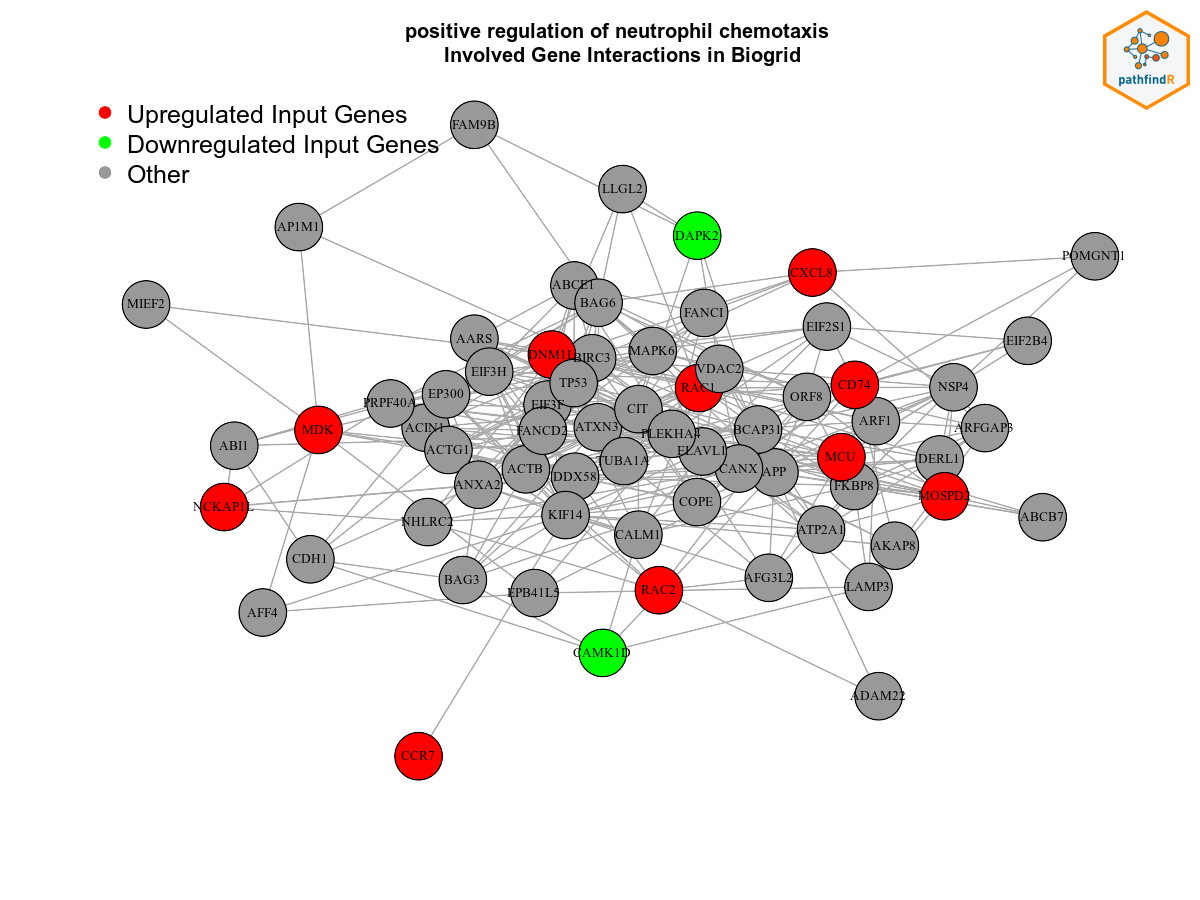 positive regulation of neutrophil chemotaxis
Involved Gene Interactions in Biogrid
pathfindR
Upregulated Input Genes
Downregulated Input Genes
Other
FAM9B
LLGL2
AP1M1
DAPK2
POMGNT1
CXCL8
MIEF2
ABCE1
BAG6
FANCI
EIF2S1
EIF2B4
AARS
DNM1L
BIRC3
MAPK6
EIF3H
VDAC2
TP53
RAC1
CD74
NSP4
EP300
PRPF40A
ORF8
EIF3F
CIT
ARF1
ARFGAP3
ACIN1
MDK
FANCD2
ATXN3
PLEKHA4
BCAP31
ABI1
ACTG1
ELAVL1
MCU
DERL1
TUBA1A
ACTB
CANX
APP
DDX58
ANXA2
FKBP8
MOSPD2
NCKAP1L
COPE
KIF14
ABCB7
NHLRC2
CALM1
ATP2A1
AKAP8
CDH1
BAG3
AFG3L2
LAMP3
EPB41L5
RAC2
AFF4
CAMK1D
ADAM22
CCR7